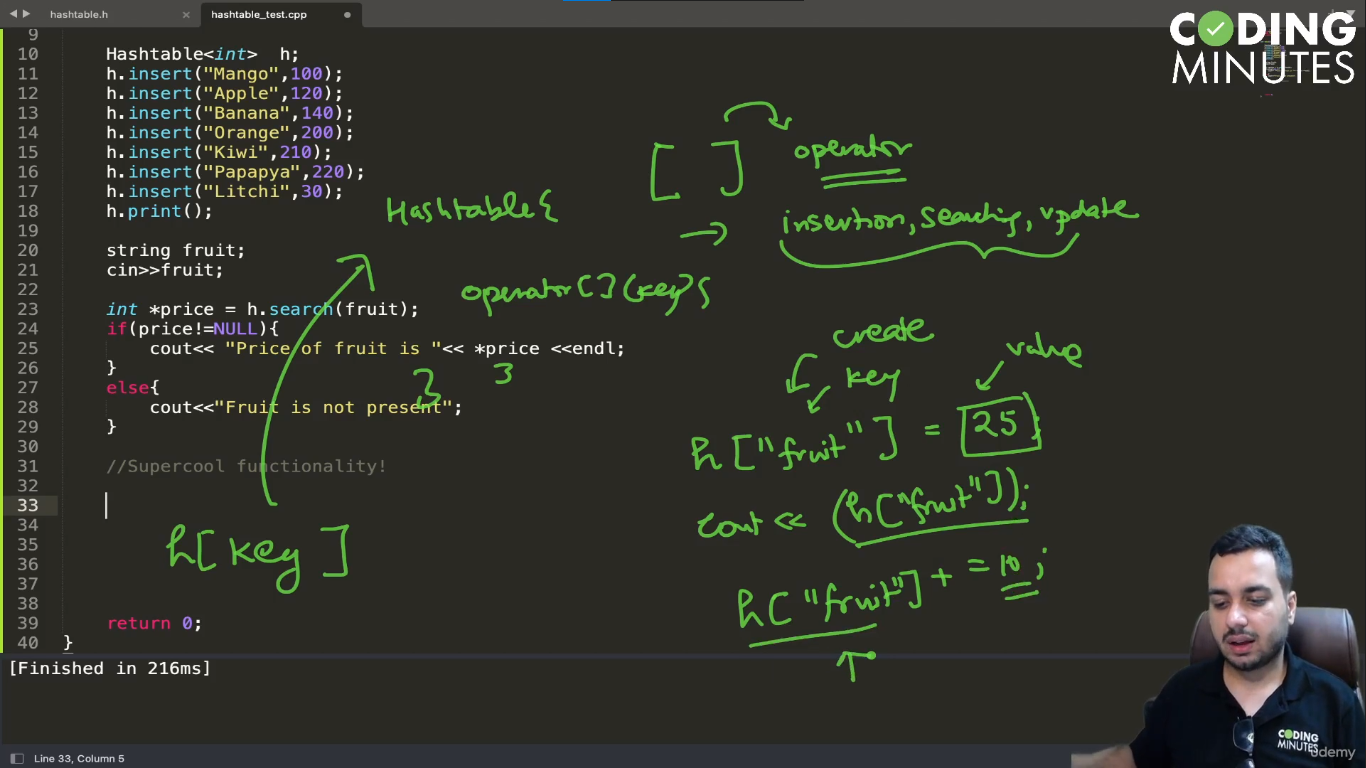 hashtable.h × hashtable_test.cpp
CODING
MINUTES
9
10 Hashtable<int>  h;
11 h.insert("Mango",100);
12 h.insert("Apple",120);
13 h.insert("Banana",140);
14 h.insert("Orange",200);
15 h.insert("Kiwi",210);
16 h.insert("Papapya",220);
17 h.insert("Litchi",30);
18 h.print();
19
20 string fruit;
21 cin>>fruit;
22
23 int *price = h.search(fruit);
24 if(price!=NULL){
25 cout<< "Price of fruit is "<< *price <<endl;
26 }
27 else{
28 cout<<"Fruit is not present";
29 }
30
31 //Supercool functionality!
32
33
34
35
36
37
38
39 return 0;
40 }
[ ] operator
insertion, searching, update
Hashtable{
operator[](key){
}
}
create
key value
h["fruit"] = 25;
cout << (h["fruit"]);
h["fruit"] += 10;
h[key]
[Finished in 216ms]
Line 33, Column 5
CODING
MINUTES
Udemy